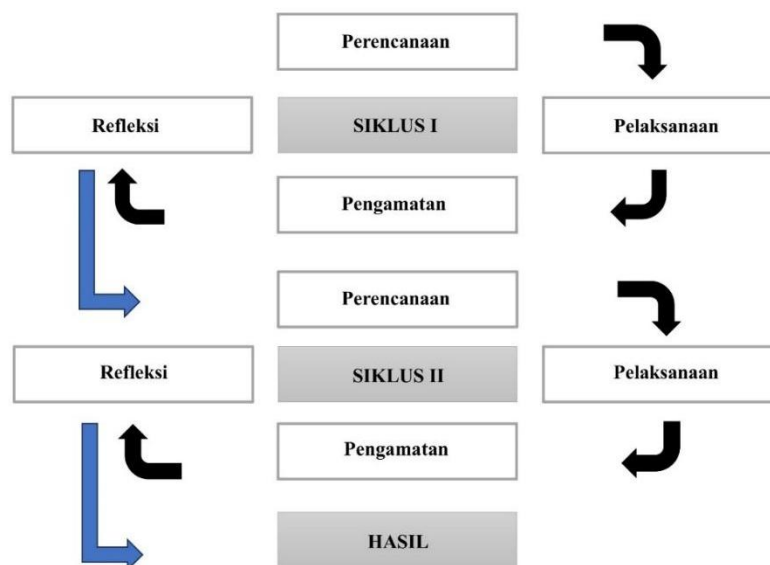 Perencanaan
Refleksi
SIKLUS I
Pelaksanaan
Pengamatan
Perencanaan
Refleksi
SIKLUS II
Pelaksanaan
Pengamatan
HASIL